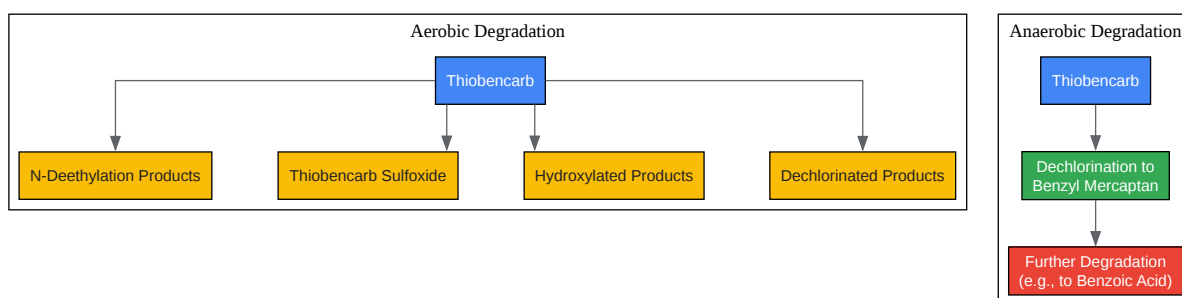 Aerobic Degradation
Thiobencarb
N-Deethylation Products
Thiobencarb Sulfoxide
Hydroxylated Products
Dechlorinated Products
Anaerobic Degradation
Thiobencarb
Dechlorination to
Benzyl Mercaptan
Further Degradation
(e.g., to Benzoic Acid)